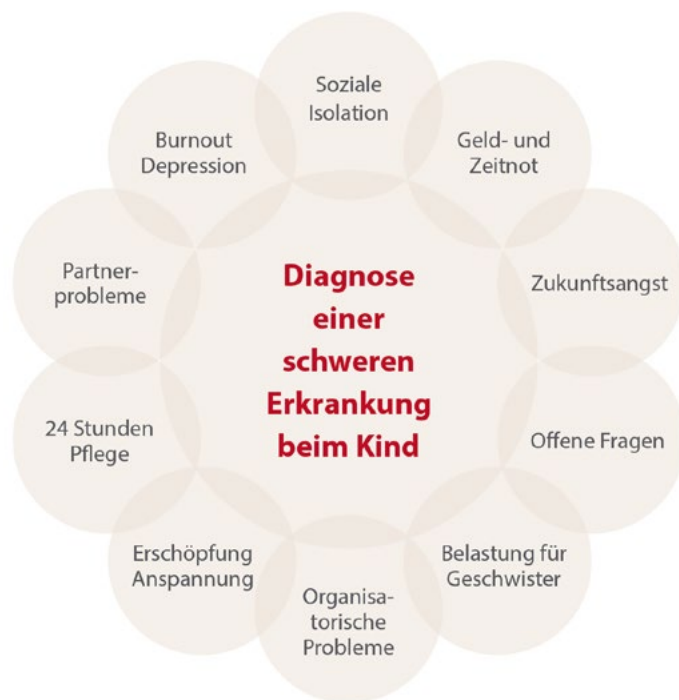 Soziale
Isolation
Geld- und
Zeitnot
Zukunftsangst
Offene Fragen
Belastung für
Geschwister
Organisa-
torische
Probleme
Erschöpfung
Anspannung
24 Stunden
Pflege
Partner-
probleme
Burnout
Depression
Diagnose
einer
schweren
Erkrankung
beim Kind